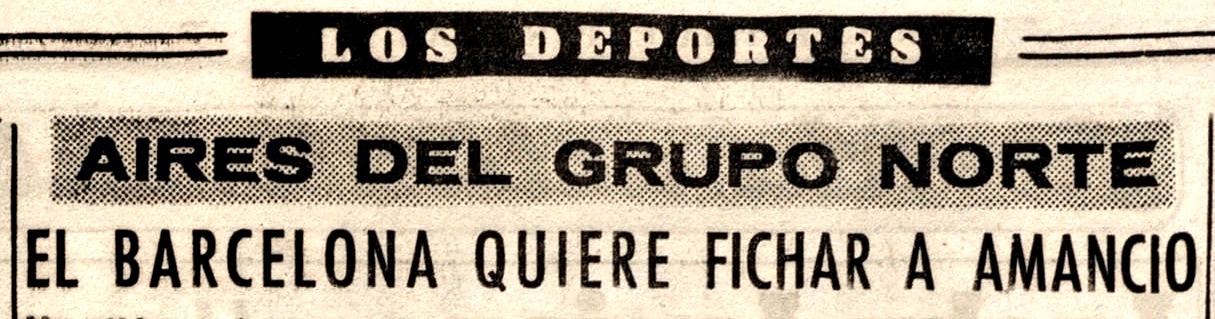 LOS DEPORTES
AIRES DEL GRUPO NORTE
EL BARCELONA QUIERE FICHAR A AMANCIO